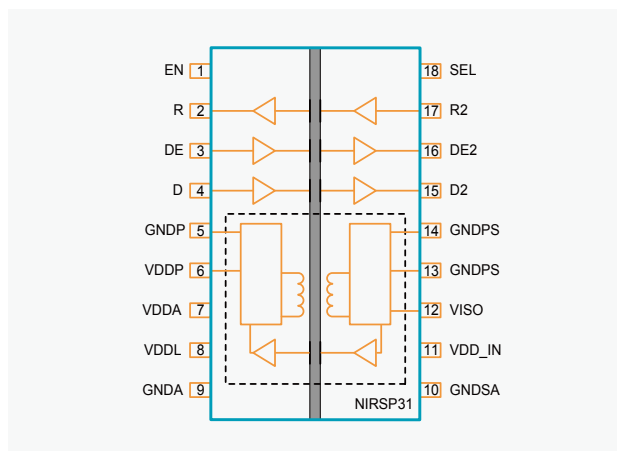 EN 1 18 SEL
R 2 17 R2
DE 3 16 DE2
D 4 15 D2
GNDP 5 14 GNDPS
VDDP 6 13 GNDPS
VDDA 7 12 VISO
VDDL 8 11 VDD_IN
GNDA 9 10 GNDSA
NIRSP31